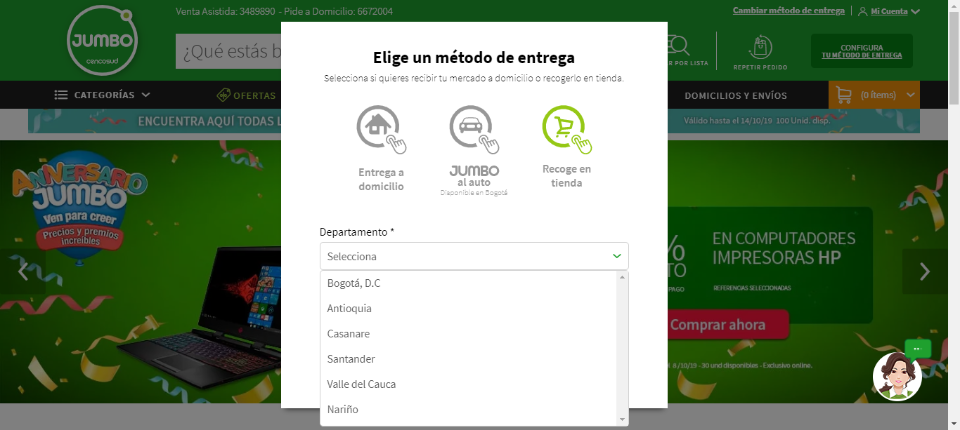 Venta Asistida: 3489890 - Pide a Domicilio: 6672004
Cambiar método de entrega
Mi Cuenta
JUMBO
cencosud
¿Qué estás b
R POR LISTA
REPETIR PEDIDO
CONFIGURA
TU MÉTODO DE ENTREGA
CATEGORÍAS
OFERTAS
DOMICILIOS Y ENVÍOS
(0 items)
ENCUENTRA AQUÍ TODAS L
Válido hasta el 14/10/19 100 Unid. disp.
Elige un método de entrega
Selecciona si quieres recibir tu mercado a domicilio o recogerlo en tienda.
Entrega a
domicilio
JUMBO
al auto
Disponible en Bogotá
Recoge en
tienda
Departamento *
Selecciona
Bogotá, D.C
Antioquia
Casanare
Santander
Valle del Cauca
Nariño
ANIVERSARIO
JUMBO
Ven para creer
Precios y premios
increíbles
%
TO
PAGO
EN COMPUTADORES
IMPRESORAS HP
REFERENCIAS SELECCIONADAS
Comprar ahora